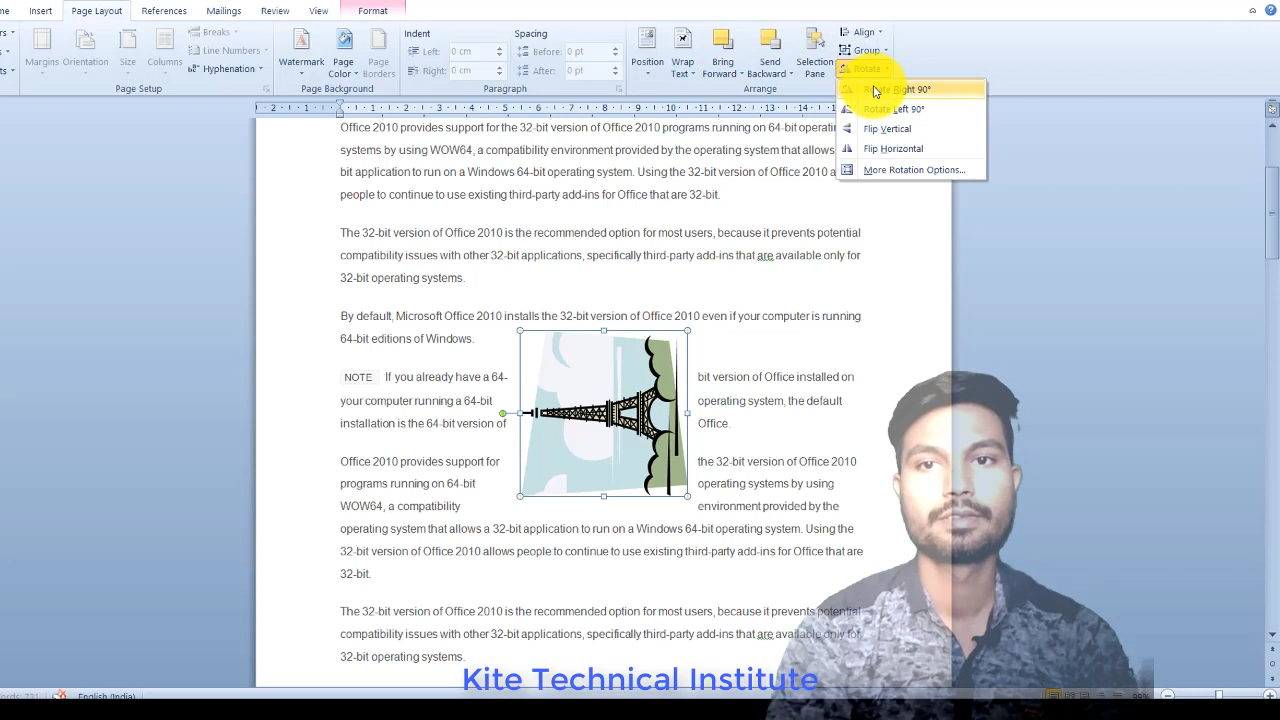 Insert Page Layout References Mailings Review View Format
Margins Orientation Size Columns Breaks Line Numbers Hyphenation Page Setup
Watermark Page Color Page Borders Page Background
Indent Left: 0 cm Right: 0 cm
Spacing Before: 0 pt After: 0 pt
Paragraph
Position Wrap Text Bring Forward Send Backward Selection Pane Align Group Rotate
Arrange
Rotate Right 90°
Rotate Left 90°
Flip Vertical
Flip Horizontal
More Rotation Options...
2 1 1 2 3 4 5 6 7 8 9 10 11 12 13
Office 2010 provides support for the 32-bit version of Office 2010 programs running on 64-bit operating
systems by using WOW64, a compatibility environment provided by the operating system that allows
bit application to run on a Windows 64-bit operating system. Using the 32-bit version of Office 2010
people to continue to use existing third-party add-ins for Office that are 32-bit.
The 32-bit version of Office 2010 is the recommended option for most users, because it prevents potential
compatibility issues with other 32-bit applications, specifically third-party add-ins that are available only for
32-bit operating systems.
By default, Microsoft Office 2010 installs the 32-bit version of Office 2010 even if your computer is running
64-bit editions of Windows.
NOTE If you already have a 64- bit version of Office installed on
your computer running a 64-bit operating system, the default
installation is the 64-bit version of Office.
Office 2010 provides support for the 32-bit version of Office 2010
programs running on 64-bit operating systems by using
WOW64, a compatibility environment provided by the
operating system that allows a 32-bit application to run on a Windows 64-bit operating system. Using the
32-bit version of Office 2010 allows people to continue to use existing third-party add-ins for Office that are
32-bit.
The 32-bit version of Office 2010 is the recommended option for most users, because it prevents potential
compatibility issues with other 32-bit applications, specifically third-party add-ins that are available only for
32-bit operating systems.
Kite Technical Institute
English (India)